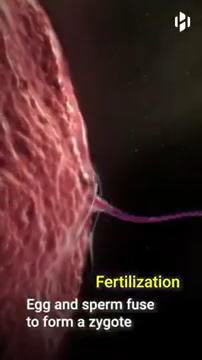 Fertilization
Egg and sperm fuse
to form a zygote